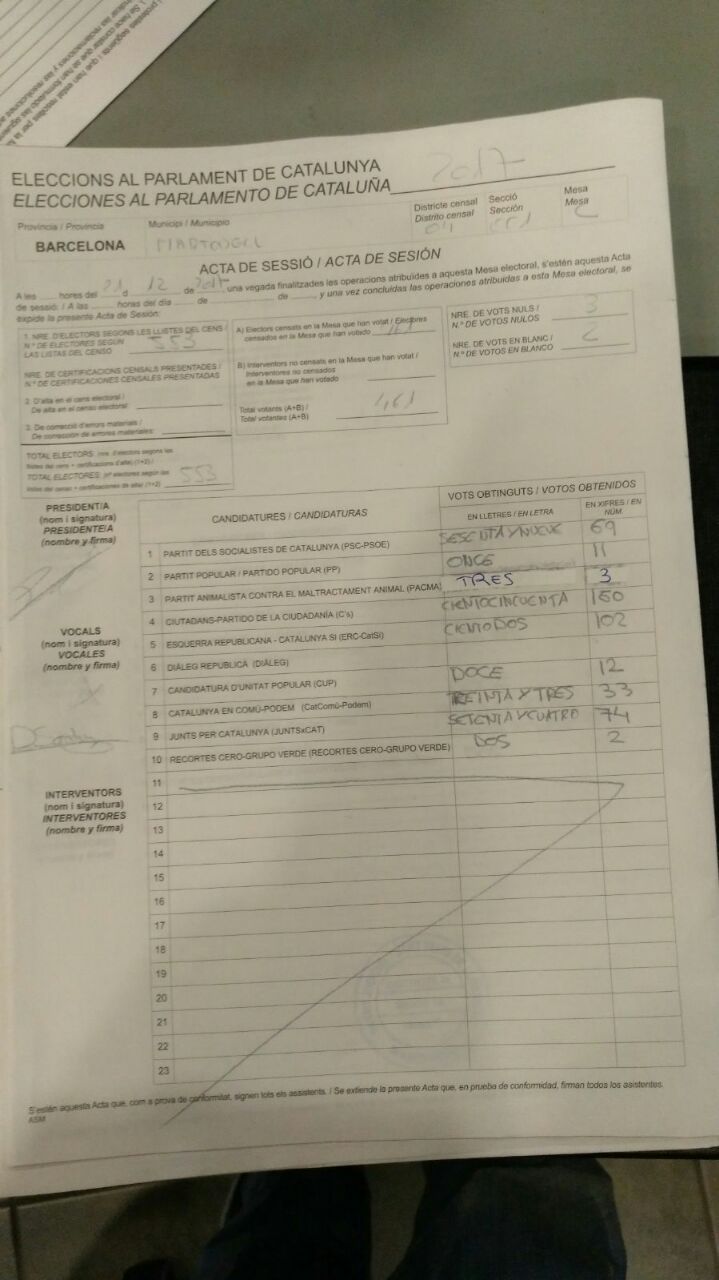 ELECCIONS AL PARLAMENT DE CATALUNYA
ELECCIONES AL PARLAMENTO DE CATALUÑA 2017
Província / Provincia
BARCELONA
Municipi / Municipio
MARTORELL
Districte censal
Distrito censal
04
Secció
Sección
001
Mesa
Mesa
C
ACTA DE SESSIÓ / ACTA DE SESIÓN
A les hores del 21 d 12 de 2017 una vegada finalitzades les operacions atribuïdes a aquesta Mesa electoral, s'estén aquesta Acta
de sessió: / A las hores del día de de , y una vez concluidas las operaciones atribuidas a esta Mesa electoral, se
expide la presente Acta de Sesión:
1. NRE. D'ELECTORS SEGONS LES LLISTES DEL CENS /
N.º DE ELECTORES SEGÚN
LAS LISTAS DEL CENSO 553
NRE. DE CERTIFICACIONS CENSALS PRESENTADES /
N.º DE CERTIFICACIONES CENSALES PRESENTADAS
2. D'alta en el cens electoral /
De alta en el censo electoral:
3. De correcció d'errors materials /
De corrección de errores materiales:
TOTAL ELECTORS (nre. d'electors segons les
llistes del cens + certificacions d'alta) (1+2) /
TOTAL ELECTORES (nº electores según las
listas del censo + certificaciones de alta) (1+2) 553
A) Electors censats en la Mesa que han votat / Electores
censados en la Mesa que han votado 461
B) Interventors no censats en la Mesa que han votat /
Interventores no censados
en la Mesa que han votado
Total votants (A+B) /
Total votantes (A+B) 461
NRE. DE VOTS NULS /
N.º DE VOTOS NULOS 3
NRE. DE VOTS EN BLANC /
N.º DE VOTOS EN BLANCO 2
PRESIDENT/A
(nom i signatura)
PRESIDENTE/A
(nombre y firma)
VOCALS
(nom i signatura)
VOCALES
(nombre y firma)
INTERVENTORS
(nom i signatura)
INTERVENTORES
(nombre y firma)
CANDIDATURES / CANDIDATURAS
VOTS OBTINGUTS / VOTOS OBTENIDOS
EN LLETRES / EN LETRA
EN XIFRES / EN
NÚM.
1 PARTIT DELS SOCIALISTES DE CATALUNYA (PSC-PSOE) SESENTA Y NUEVE 69
2 PARTIT POPULAR / PARTIDO POPULAR (PP) ONCE 11
3 PARTIT ANIMALISTA CONTRA EL MALTRACTAMENT ANIMAL (PACMA) TRES 3
4 CIUTADANS-PARTIDO DE LA CIUDADANÍA (C's) CIENTOCINCUENTA 150
5 ESQUERRA REPUBLICANA - CATALUNYA SÍ (ERC-CatSí) CIENTO DOS 102
6 DIÀLEG REPUBLICÀ (DIÀLEG)
7 CANDIDATURA D'UNITAT POPULAR (CUP) DOCE 12
8 CATALUNYA EN COMÚ-PODEM (CatComú-Podem) TREINTA Y TRES 33
9 JUNTS PER CATALUNYA (JUNTSxCAT) SETENTA Y CUATRO 74
10 RECORTES CERO-GRUPO VERDE (RECORTES CERO-GRUPO VERDE) DOS 2
11
12
13
14
15
16
17
18
19
20
21
22
23
S'estén aquesta Acta que, com a prova de conformitat, signen tots els assistents. / Se extiende la presente Acta que, en prueba de conformidad, firman todos los asistentes.
ASM